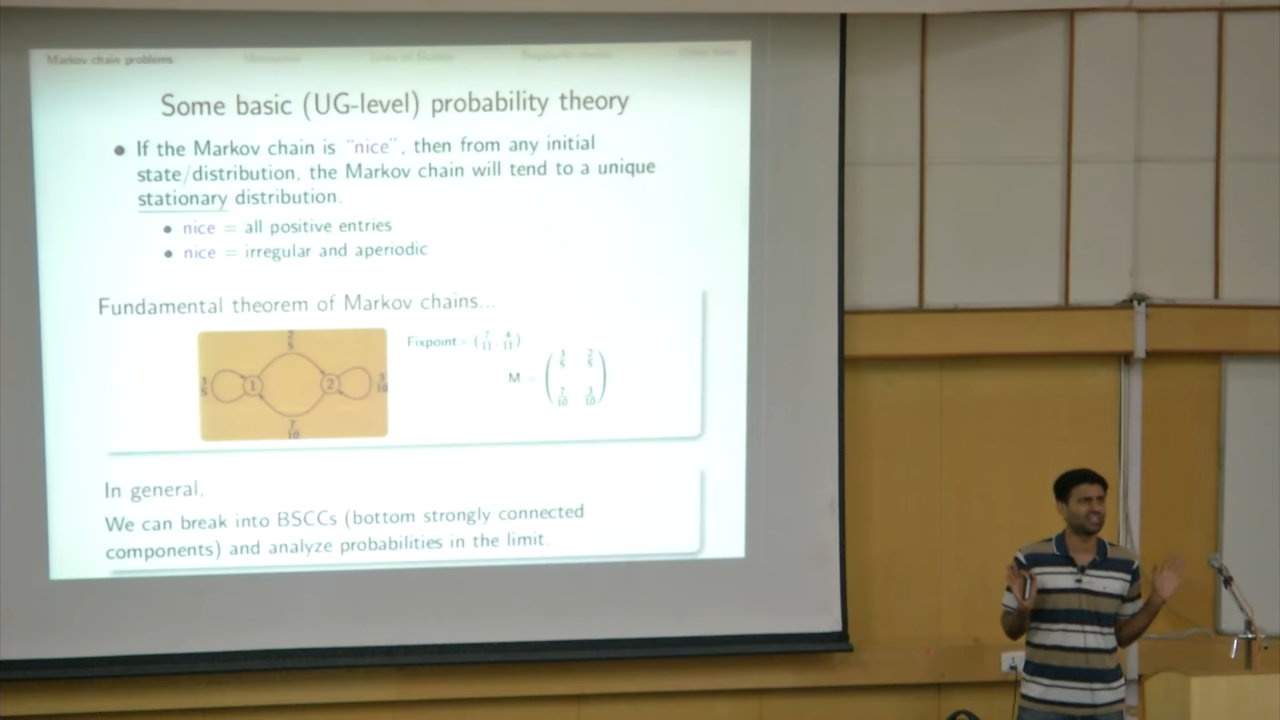 Markov chain problems
Some basic (UG-level) probability theory
• If the Markov chain is "nice", then from any initial
state/distribution, the Markov chain will tend to a unique
stationary distribution.
• nice = all positive entries
• nice = irregular and aperiodic
Fundamental theorem of Markov chains...
2/5
Fixpoint = (7/11, 4/11)
3/5 1 2 3/10
M = (3/5 2/5
7/10 3/10)
7/10
In general,
We can break into BSCCs (bottom strongly connected
components) and analyze probabilities in the limit.